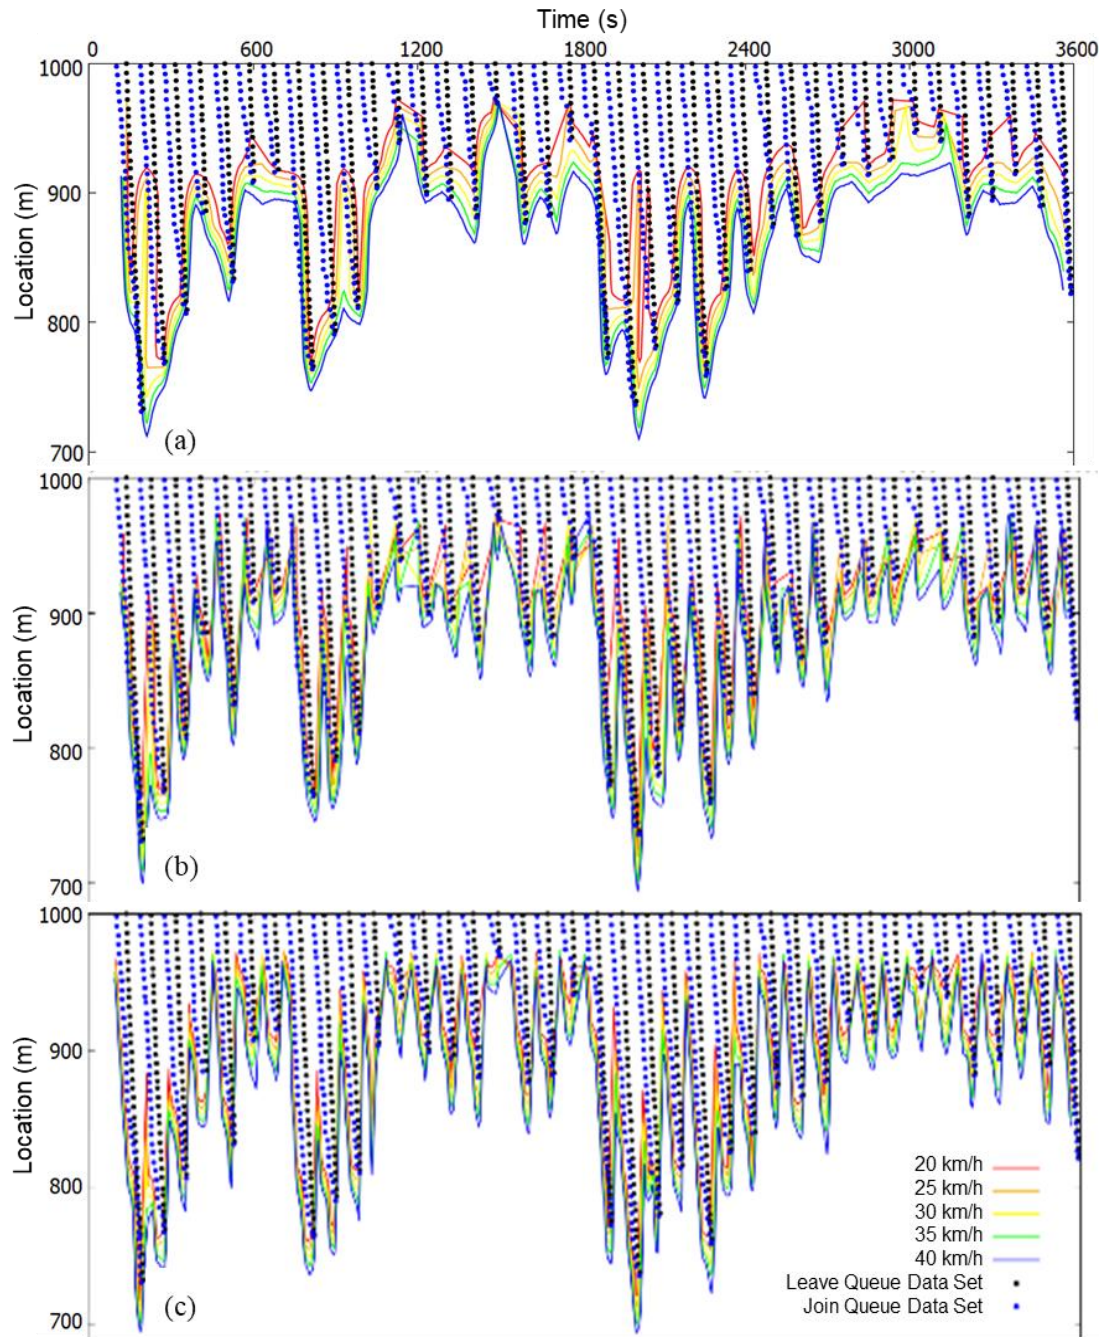 Time (s)
0 600 1200 1800 2400 3000 3600
1000
900
800
700
Location (m)
(a)
1000
900
800
700
Location (m)
(b)
1000
900
800
700
Location (m)
20 km/h
25 km/h
30 km/h
35 km/h
40 km/h
Leave Queue Data Set
Join Queue Data Set
(c)